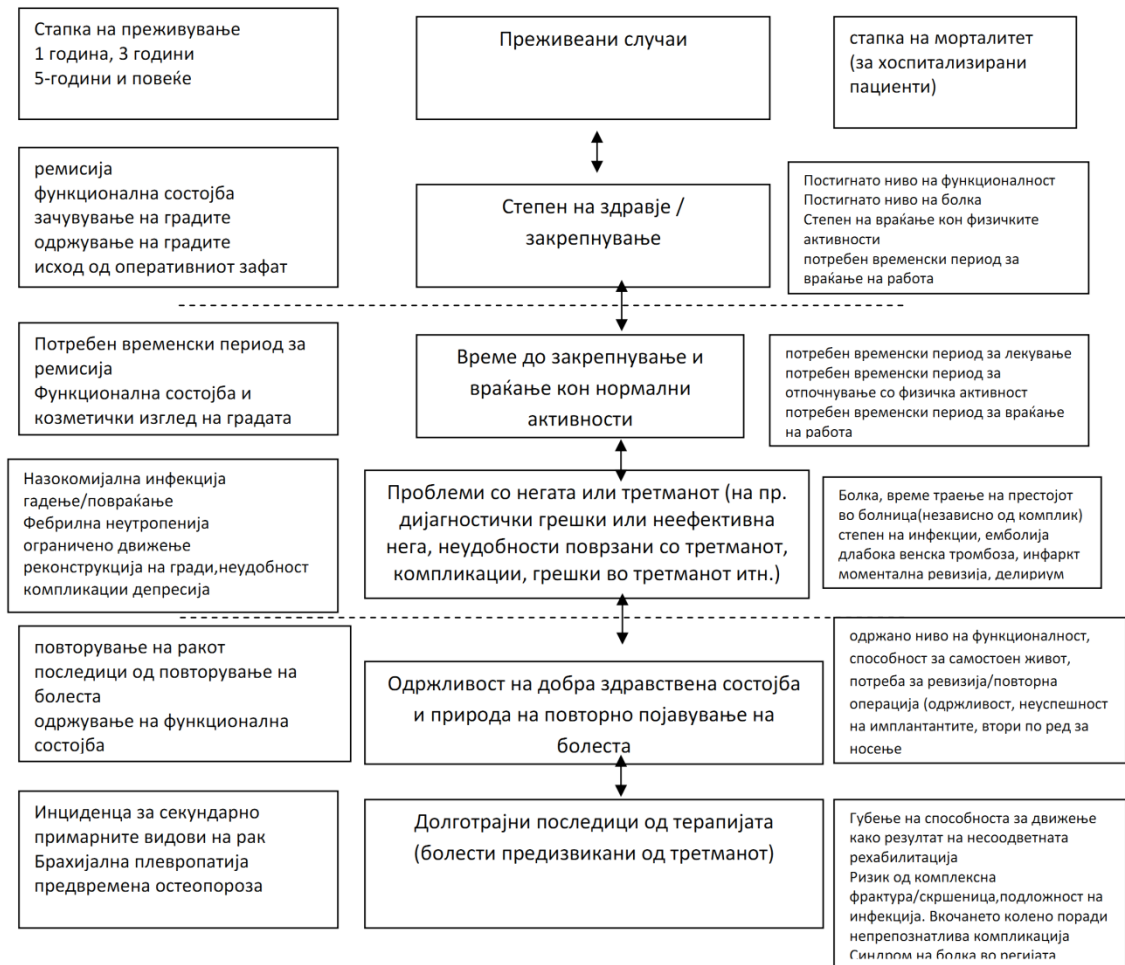 Стапка на преживување
1 година, 3 години
5-години и повеќе
Преживеани случаи
стапка на морталитет
(за хоспитализирани
пациенти)
ремисија
функционална состојба
зачувување на градите
одржување на градите
исход од оперативниот зафат
Степен на здравје /
закрепнување
Постигнато ниво на функционалност
Постигнато ниво на болка
Степен на враќање кон физичките
активности
потребен временски период за
враќање на работа
Потребен временски период за
ремисија
Функционална состојба и
козметички изглед на градата
Време до закрепнување и
враќање кон нормални
активности
потребен временски период за лекување
потребен временски период за
отпочнување со физичка активност
потребен временски период за враќање
на работа
Назокомијална инфекција
гадење/повраќање
Фебрилна неутропенија
ограничено движење
реконструкција на гради,неудобност
компликации депресија
Проблеми со негата или третманот (на пр.
дијагностички грешки или неефективна
нега, неудобности поврзани со третманот,
компликации, грешки во третманот итн.)
Болка, време траење на престојот
во болница(независно од комплик)
степен на инфекции, емболија
длабока венска тромбоза, инфаркт
моментална ревизија, делириум
повторување на ракот
последици од повторување на
болеста
одржување на функционална
состојба
Одржливост на добра здравствена состојба
и природа на повторно појавување на
болеста
одржано ниво на функционалност,
способност за самостоен живот,
потреба за ревизија/повторна
операција (одржливост, неуспешност
на имплантантите, втори по ред за
носење
Инциденца за секундарно
примарните видови на рак
Брахијална плевропатија
предвремена остеопороза
Долготрајни последици од терапијата
(болести предизвикани од третманот)
Губење на способноста за движење
како резултат на несоодветната
рехабилитација
Ризик од комплексна
фрактура/скршеница,подложност на
инфекција. Вкочането колено поради
непрепознатлива компликација
Синдром на болка во регијата